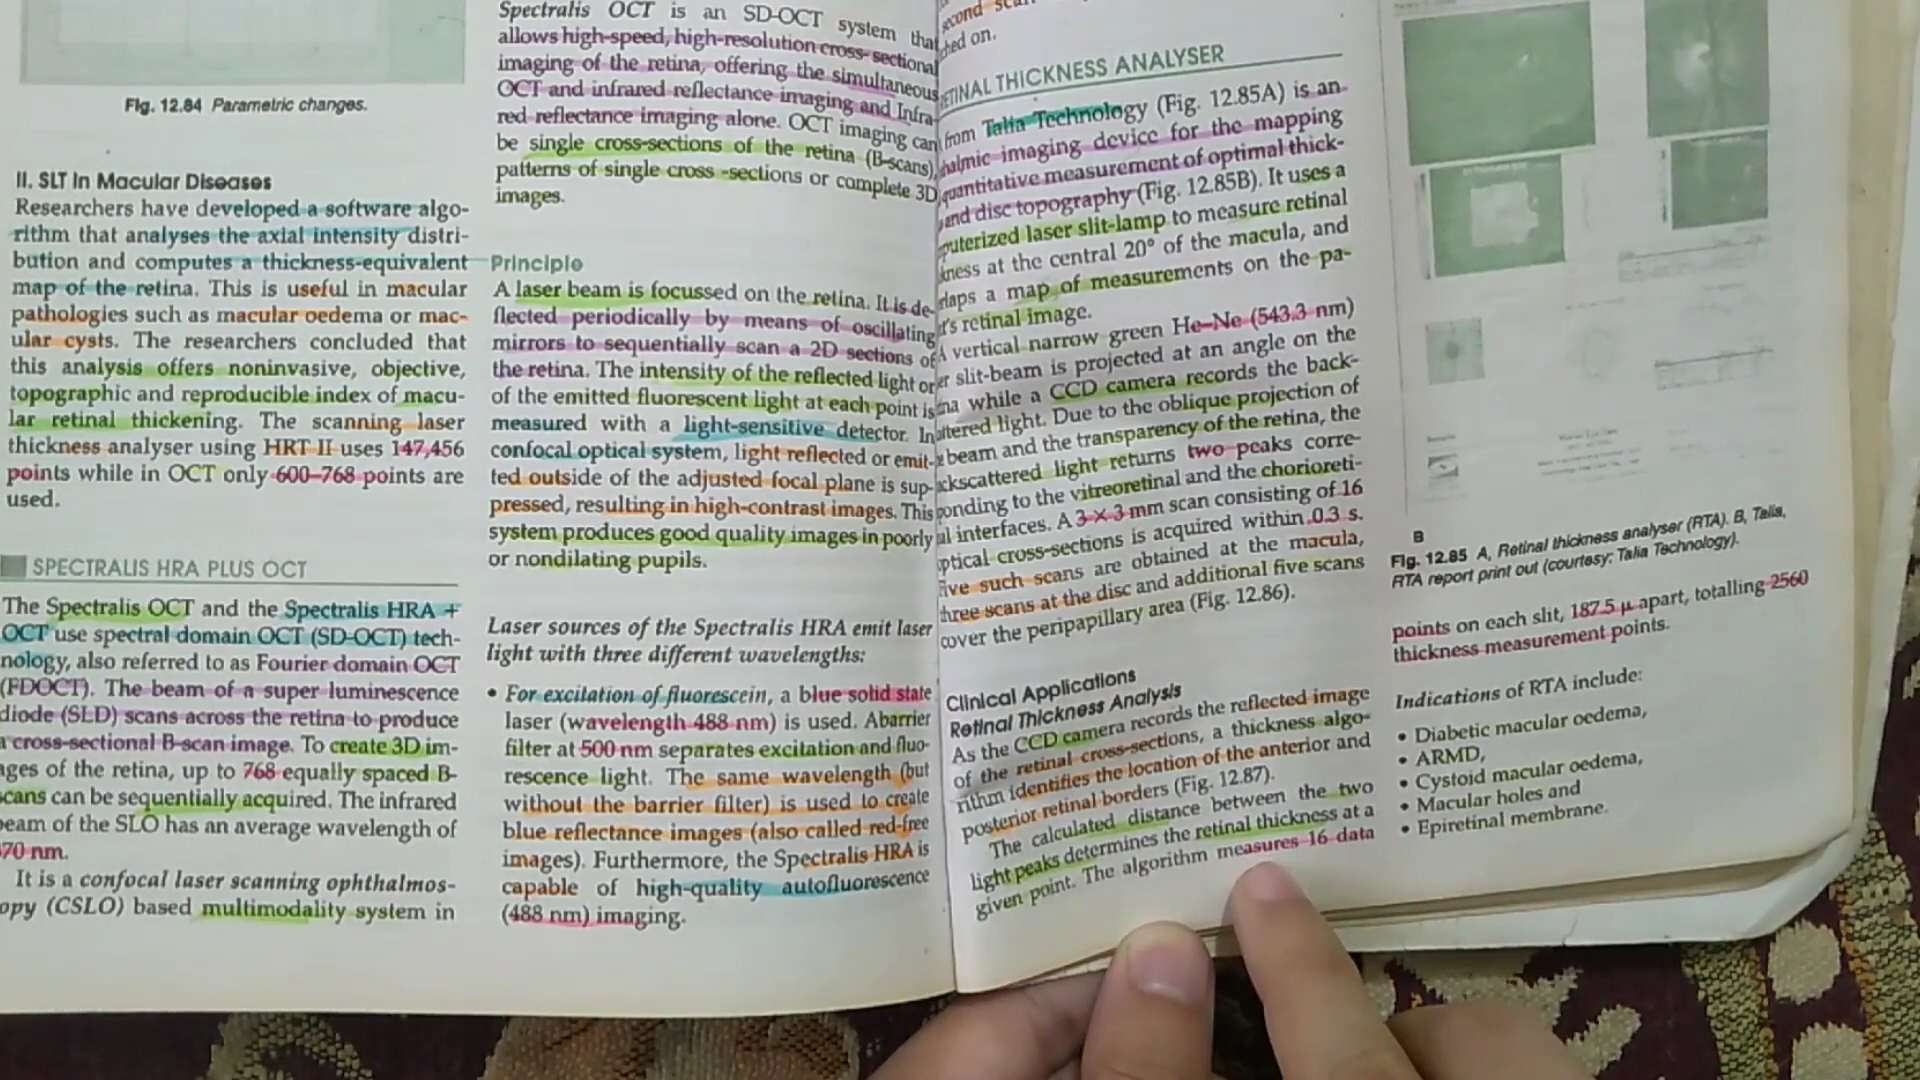 Fig. 12.84 Parametric changes.
II. SLT In Macular Diseases
Researchers have developed a software algo-
rithm that analyses the axial intensity distri-
bution and computes a thickness-equivalent
map of the retina. This is useful in macular
pathologies such as macular oedema or mac-
ular cysts. The researchers concluded that
this analysis offers noninvasive, objective,
topographic and reproducible index of macu-
lar retinal thickening. The scanning laser
thickness analyser using HRT II uses 147,456
points while in OCT only 600–768 points are
used.
SPECTRALIS HRA PLUS OCT
The Spectralis OCT and the Spectralis HRA +
OCT use spectral domain OCT (SD-OCT) tech-
nology, also referred to as Fourier domain OCT
(FDOCT). The beam of a super luminescence
diode (SLD) scans across the retina to produce
a cross-sectional B-scan image. To create 3D im-
ages of the retina, up to 768 equally spaced B-
scans can be sequentially acquired. The infrared
beam of the SLO has an average wavelength of
70 nm.
It is a confocal laser scanning ophthalmos-
opy (CSLO) based multimodality system in
Spectralis OCT is an SD-OCT system that
allows high-speed, high-resolution cross-sectional
imaging of the retina, offering the simultaneous
OCT and infrared reflectance imaging and Infra-
red reflectance imaging alone. OCT imaging can
be single cross-sections of the retina (B-scans),
patterns of single cross -sections or complete 3D
images.
Principle
A laser beam is focussed on the retina. It is de-
flected periodically by means of oscillating
mirrors to sequentially scan a 2D sections of
the retina. The intensity of the reflected light or
of the emitted fluorescent light at each point is
measured with a light-sensitive detector. In
confocal optical system, light reflected or emit-
ted outside of the adjusted focal plane is sup-
pressed, resulting in high-contrast images. This
system produces good quality images in poorly
or nondilating pupils.
Laser sources of the Spectralis HRA emit laser
light with three different wavelengths:
• For excitation of fluorescein, a blue solid state
laser (wavelength 488 nm) is used. Abarrier
filter at 500 nm separates excitation and fluo-
rescence light. The same wavelength (but
without the barrier filter) is used to create
blue reflectance images (also called red-free
images). Furthermore, the Spectralis HRA is
capable of high-quality autofluorescence
(488 nm) imaging.
second scan
ched on.
ETINAL THICKNESS ANALYSER
from Talia Technology (Fig. 12.85A) is an
halmic imaging device for the mapping
quantitative measurement of optimal thick-
and disc topography (Fig. 12.85B). It uses a
puterized laser slit-lamp to measure retinal
kness at the central 20° of the macula, and
rlaps a map of measurements on the pa-
t's retinal image.
A vertical narrow green He–Ne (543.3 nm)
er slit-beam is projected at an angle on the
ina while a CCD camera records the back-
attered light. Due to the oblique projection of
e beam and the transparency of the retina, the
ackscattered light returns two peaks corre-
ponding to the vitreoretinal and the chorioreti-
al interfaces. A 3 × 3 mm scan consisting of 16
optical cross-sections is acquired within 0.3 s.
Five such scans are obtained at the macula,
three scans at the disc and additional five scans
cover the peripapillary area (Fig. 12.86).
Clinical Applications
Retinal Thickness Analysis
As the CCD camera records the reflected image
of the retinal cross-sections, a thickness algo-
rithm identifies the location of the anterior and
posterior retinal borders (Fig. 12.87).
The calculated distance between the two
light peaks determines the retinal thickness at a
given point. The algorithm measures 16 data
B
Fig. 12.85 A, Retinal thickness analyser (RTA). B, Talia,
RTA report print out (courtesy: Talia Technology).
points on each slit, 187.5 μ apart, totalling 2560
thickness measurement points.
Indications of RTA include:
• Diabetic macular oedema,
• ARMD,
• Cystoid macular oedema,
• Macular holes and
• Epiretinal membrane.